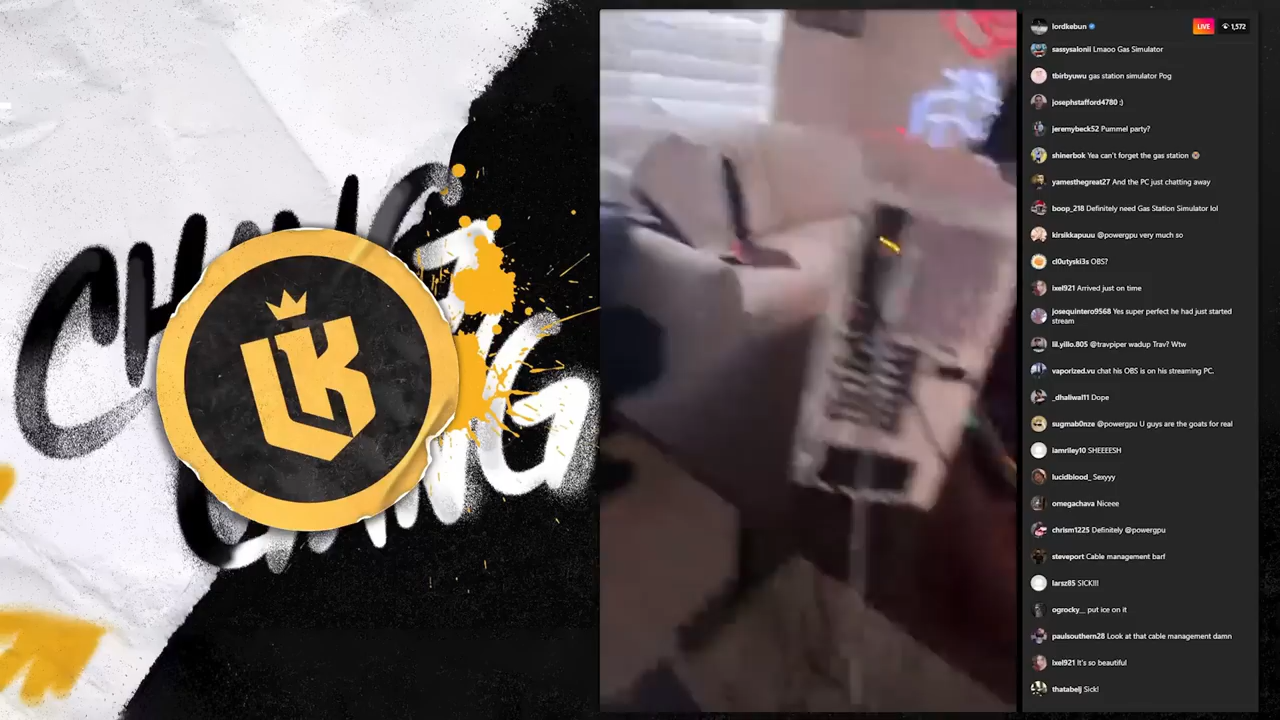 CHANG
GANG
LK
lordkebun
LIVE
1,572
sassysalonii Lmaoo Gas Simulator
tbirbyuwu gas station simulator Pog
josephstafford4780 :)
jeremybeck52 Pummel party?
shinerbok Yea can't forget the gas station
yamesthegreat27 And the PC just chatting away
boop_218 Definitely need Gas Station Simulator lol
kirsikkapuuu @powergpu very much so
cl0utyski3s OBS?
ixel921 Arrived just on time
josequintero9568 Yes super perfect he had just started
stream
lil.yillo.805 @travpiper wadup Trav? Wtw
vaporized.vu chat his OBS is on his streaming PC.
_dhaliwal11 Dope
sugmab0nze @powergpu U guys are the goats for real
iamriley10 SHEEEESH
lucidblood_ Sexyyy
omegachava Niceee
chrism1225 Definitely @powergpu
steveport Cable management barf
larsz85 SICK!!!
ogrocky__ put ice on it
paulsouthern28 Look at that cable management damn
ixel921 It's so beautiful
thatabelj Sick!